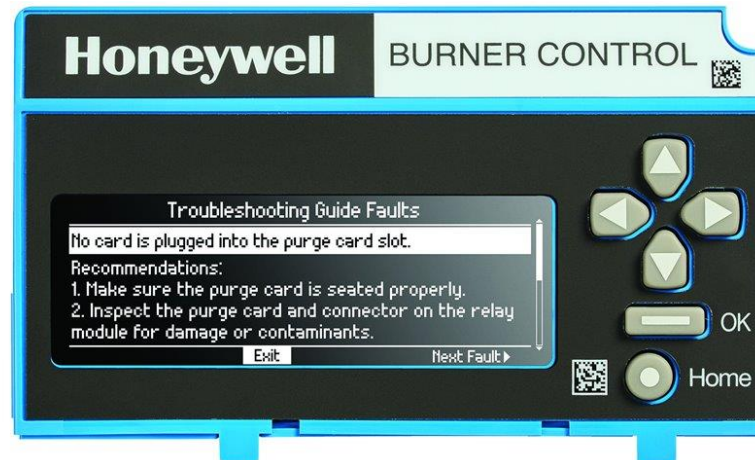 Honeywell
BURNER CONTROL
Troubleshooting Guide Faults
No card is plugged into the purge card slot.
Recommendations:
1. Make sure the purge card is seated properly.
2. Inspect the purge card and connector on the relay
module for damage or contaminants.
Exit
Next Fault
OK
Home